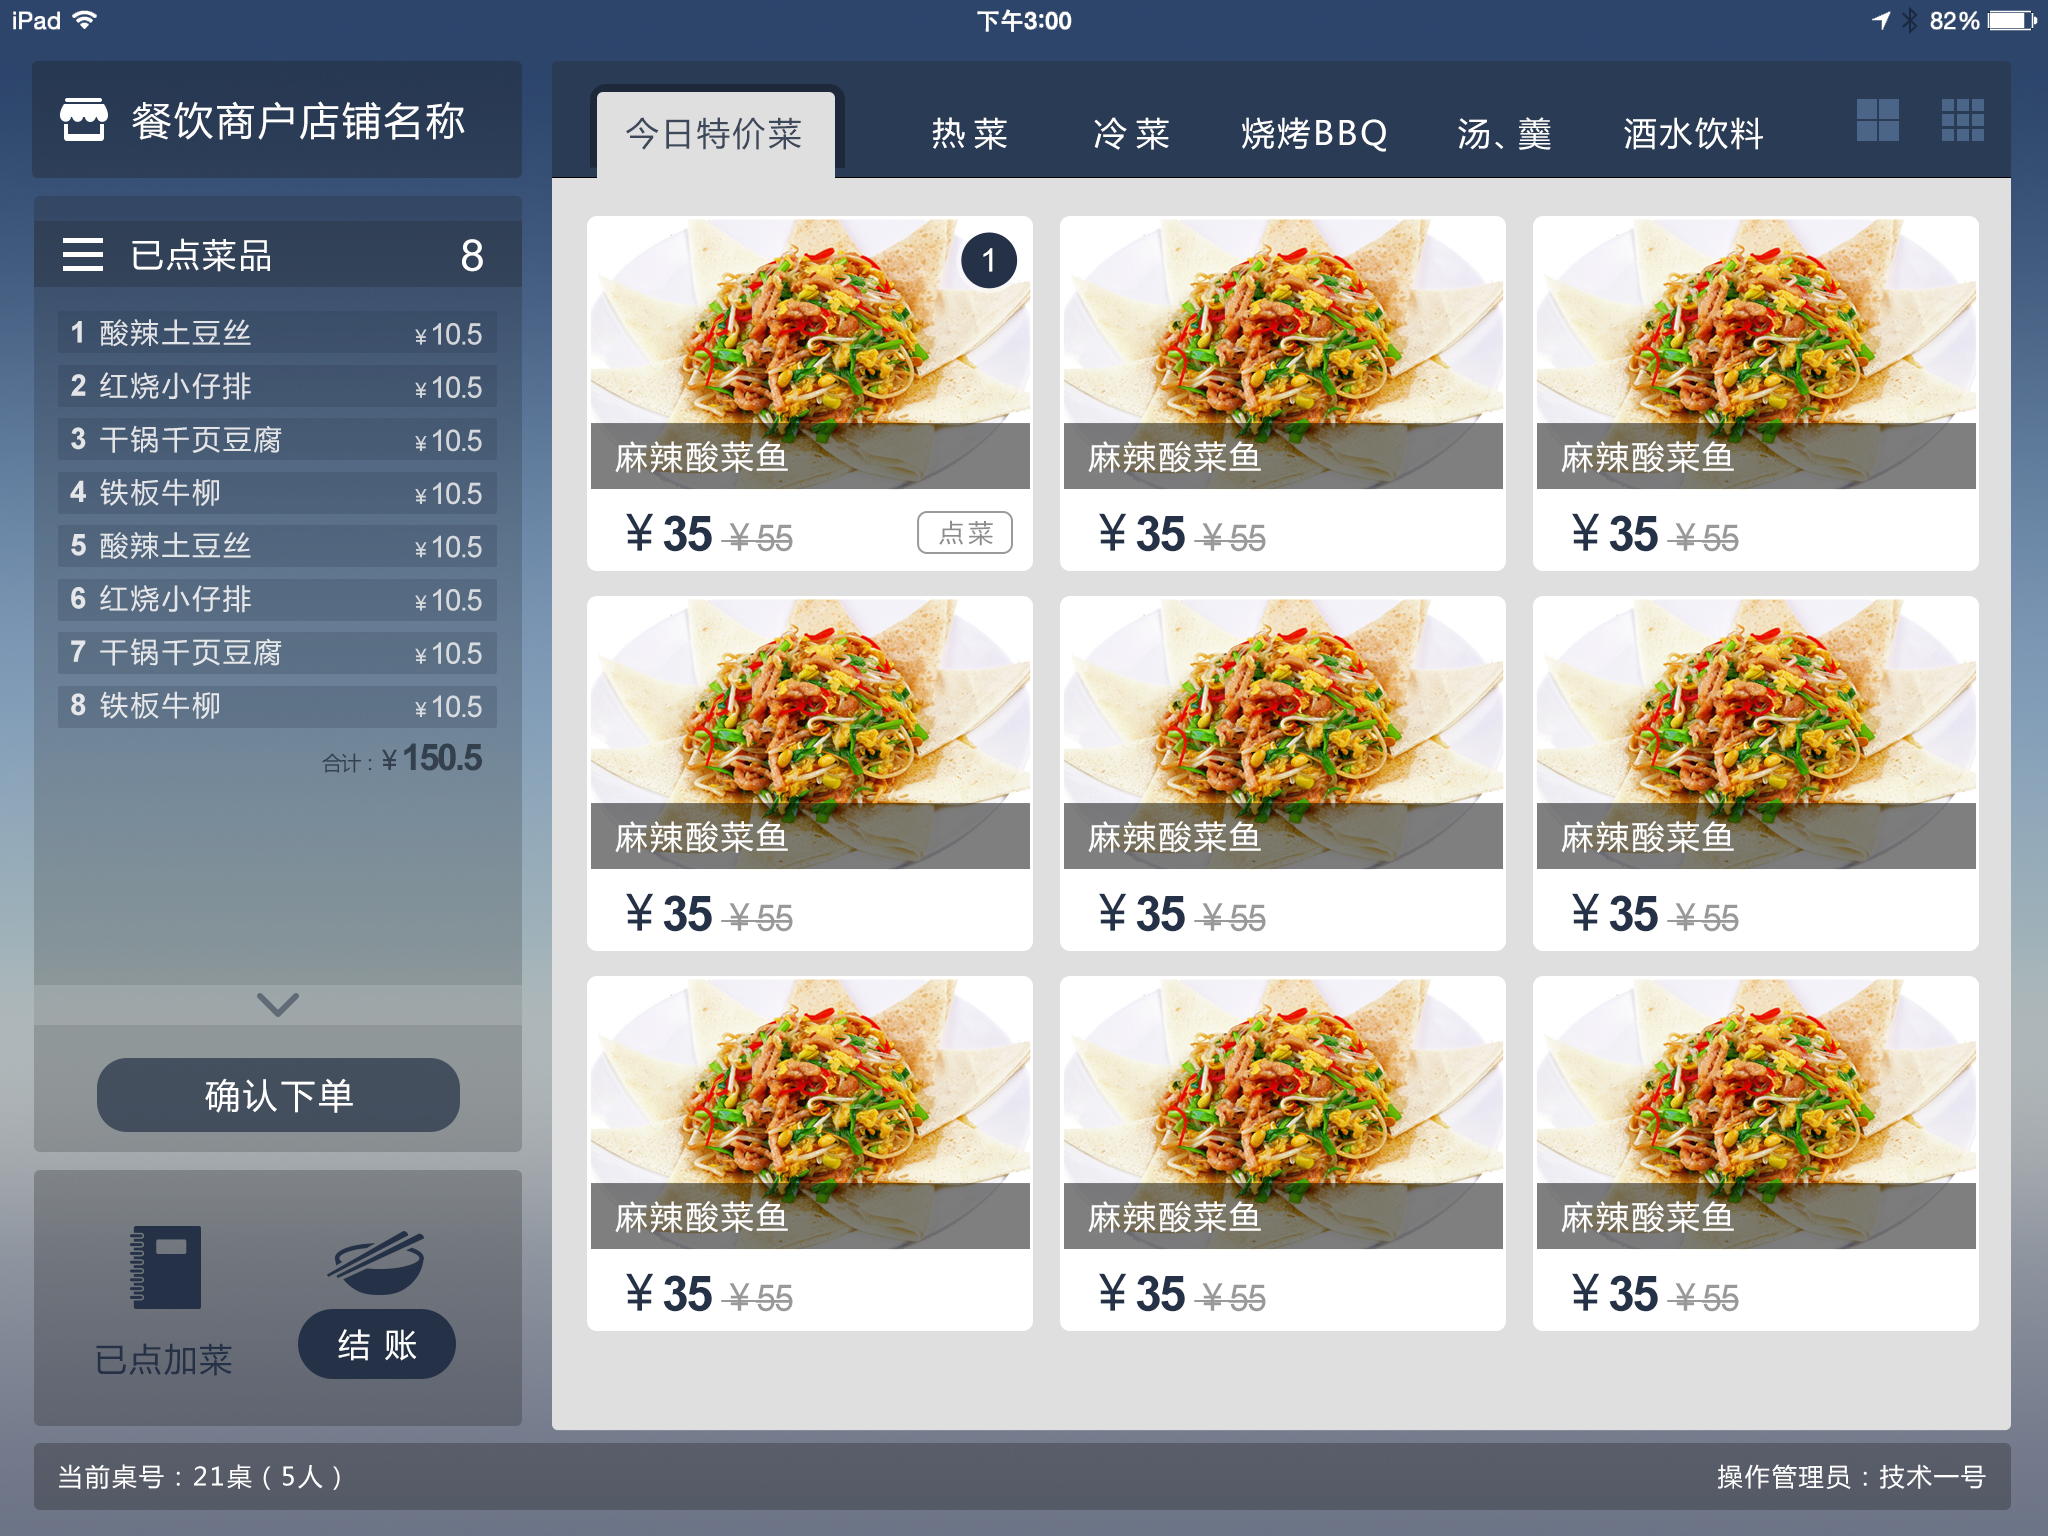 iPad 下午3:00 82%
餐饮商户店铺名称
今日特价菜 热菜 冷菜 烧烤BBQ 汤、羹 酒水饮料
已点菜品 8
1 酸辣土豆丝 ¥10.5
2 红烧小仔排 ¥10.5
3 干锅千页豆腐 ¥10.5
4 铁板牛柳 ¥10.5
5 酸辣土豆丝 ¥10.5
6 红烧小仔排 ¥10.5
7 干锅千页豆腐 ¥10.5
8 铁板牛柳 ¥10.5
合计：¥150.5
确认下单
已点加菜
结账
1
麻辣酸菜鱼 麻辣酸菜鱼 麻辣酸菜鱼
¥35 ¥55 点菜 ¥35 ¥55 ¥35 ¥55
麻辣酸菜鱼 麻辣酸菜鱼 麻辣酸菜鱼
¥35 ¥55 ¥35 ¥55 ¥35 ¥55
麻辣酸菜鱼 麻辣酸菜鱼 麻辣酸菜鱼
¥35 ¥55 ¥35 ¥55 ¥35 ¥55
当前桌号：21桌（5人） 操作管理员：技术一号